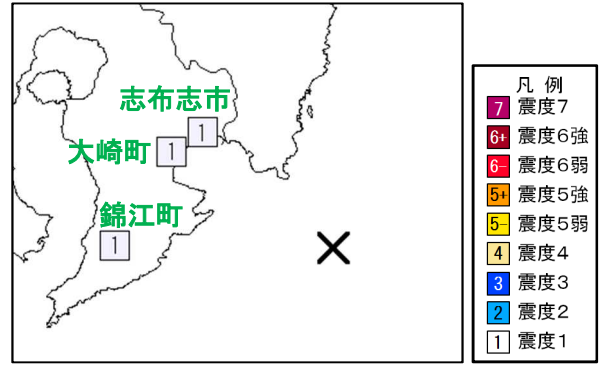 志布志市
1
大崎町
1
錦江町
1
凡例
7 震度7
6+ 震度6強
6- 震度6弱
5+ 震度5強
5- 震度5弱
4 震度4
3 震度3
2 震度2
1 震度1